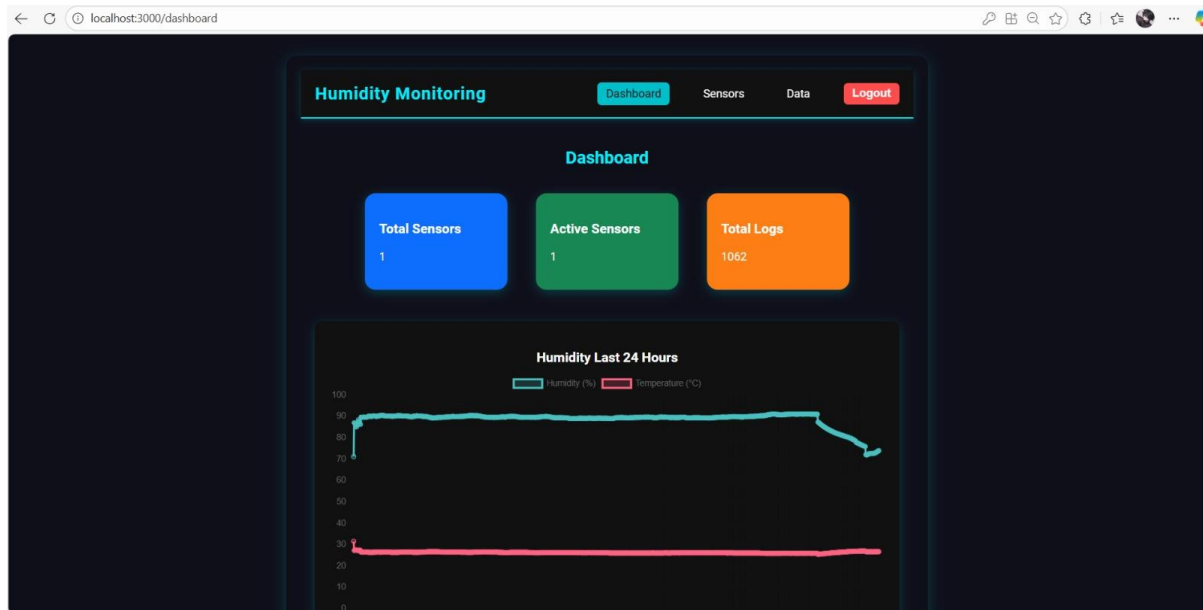 localhost:3000/dashboard
Humidity Monitoring
Dashboard Sensors Data Logout
Dashboard
Total Sensors
1
Active Sensors
1
Total Logs
1062
Humidity Last 24 Hours
Humidity (%) Temperature (°C)
100
90
80
70
60
50
40
30
20
10
0